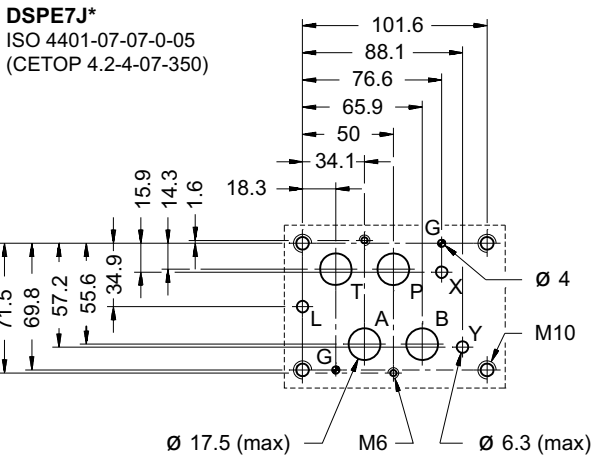 DSPE7J*
ISO 4401-07-07-0-05
(CETOP 4.2-4-07-350)
101.6
88.1
76.6
65.9
50
34.1
18.3
15.9
14.3
1.6
71.5
69.8
57.2
55.6
34.9
G
T
P
X
Ø 4
L
A
B
Y
M10
G
Ø 17.5 (max)
M6
Ø 6.3 (max)